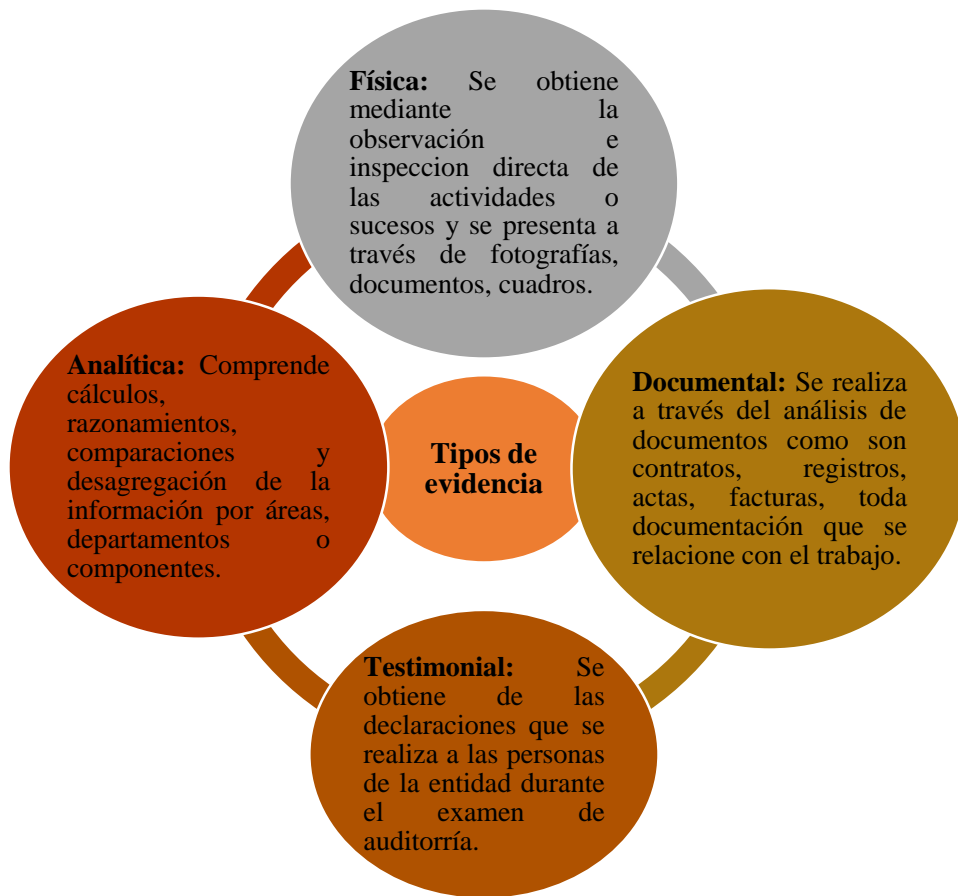 Física: Se obtiene
mediante la
observación e
inspeccion directa de
las actividades o
sucesos y se presenta a
través de fotografías,
documentos, cuadros.
Analítica: Comprende
cálculos,
razonamientos,
comparaciones y
desagregación de la
información por áreas,
departamentos o
componentes.
Tipos de
evidencia
Documental: Se realiza
a través del análisis de
documentos como son
contratos, registros,
actas, facturas, toda
documentación que se
relacione con el trabajo.
Testimonial: Se
obtiene de las
declaraciones que se
realiza a las personas
de la entidad durante
el examen de
auditorría.